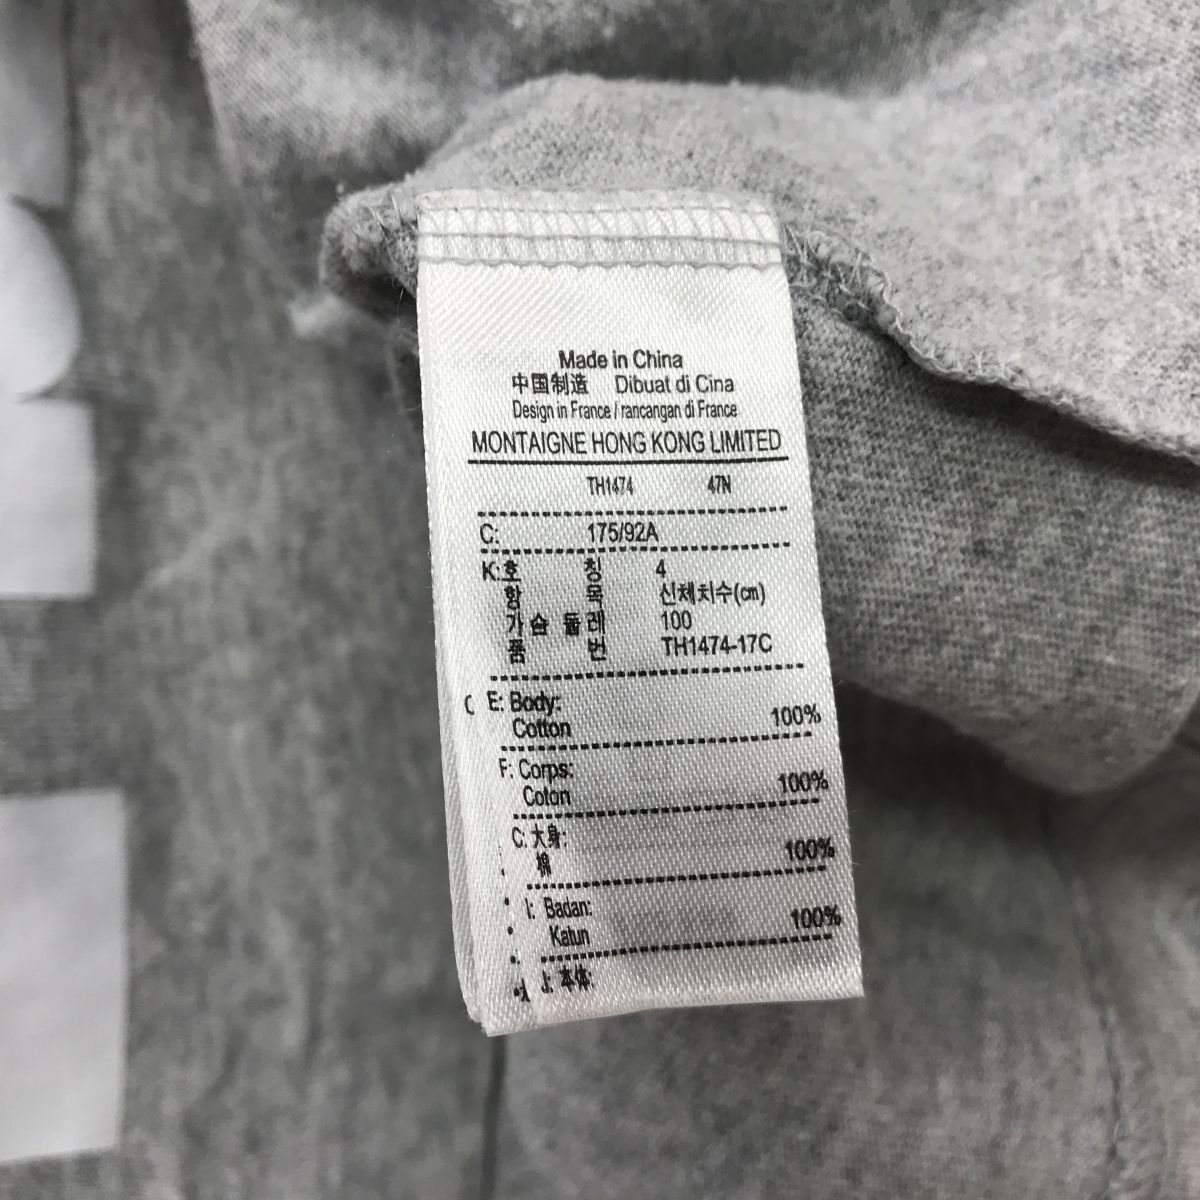 Made in China
中国制造 Dibuat di Cina
Design in France / rancangan di France
MONTAIGNE HONG KONG LIMITED
TH1474 47N
C: 175/92A
K:호 칭 4
항 목 신체치수(cm)
가 슴 둘 레 100
품 번 TH1474-17C
E: Body:
Cotton 100%
F: Corps:
Coton 100%
C: 大身:
棉 100%
I: Badan:
Katun 100%
J: 本体: